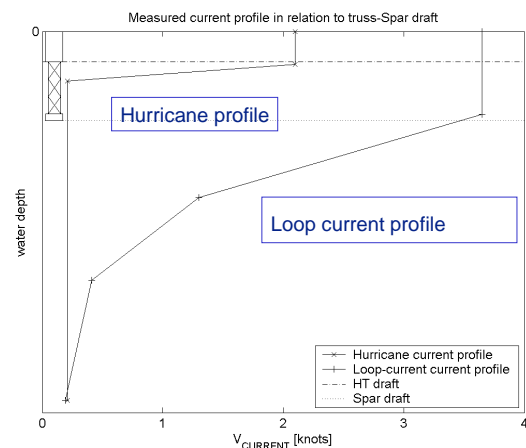 Measured current profile in relation to truss-Spar draft
0
Hurricane profile
Loop current profile
water depth
Hurricane current profile
Loop-current current profile
HT draft
Spar draft
0 1 2 3 4
V_CURRENT [knots]